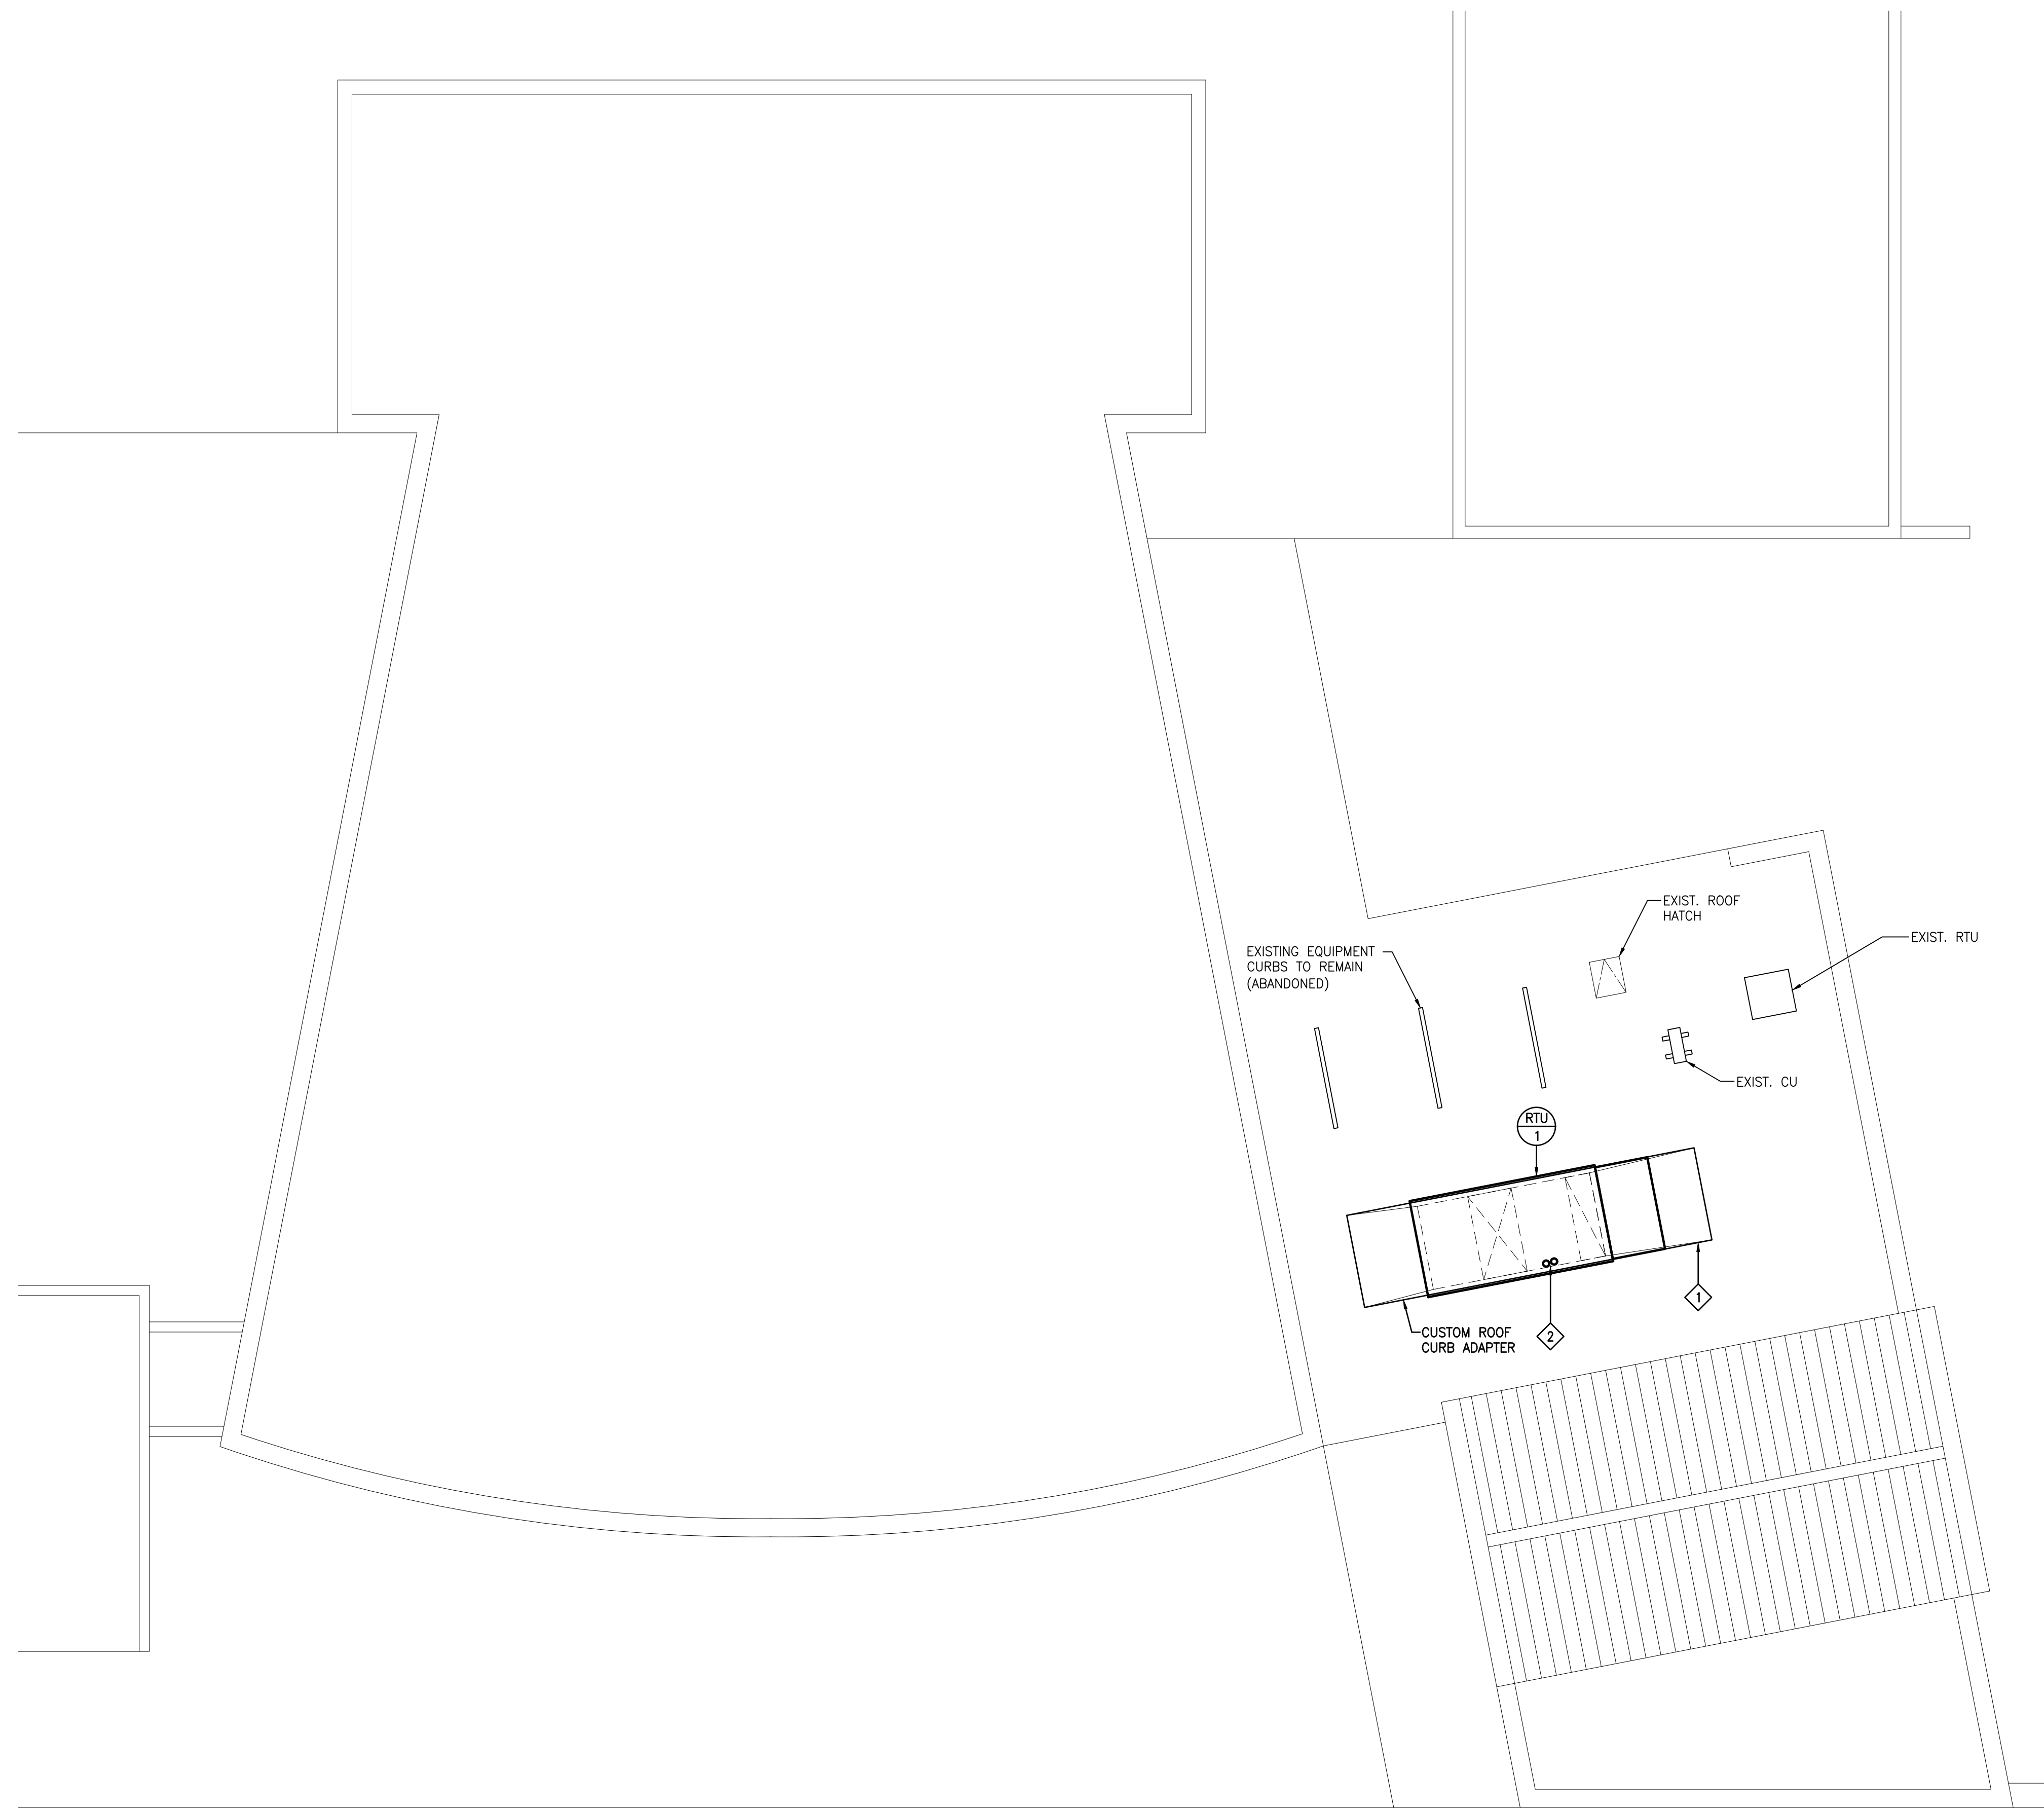 EXIST. ROOF
HATCH
EXIST. RTU
EXISTING EQUIPMENT
CURBS TO REMAIN
(ABANDONED)
EXIST. CU
RTU
1
1
2
CUSTOM ROOF
CURB ADAPTER